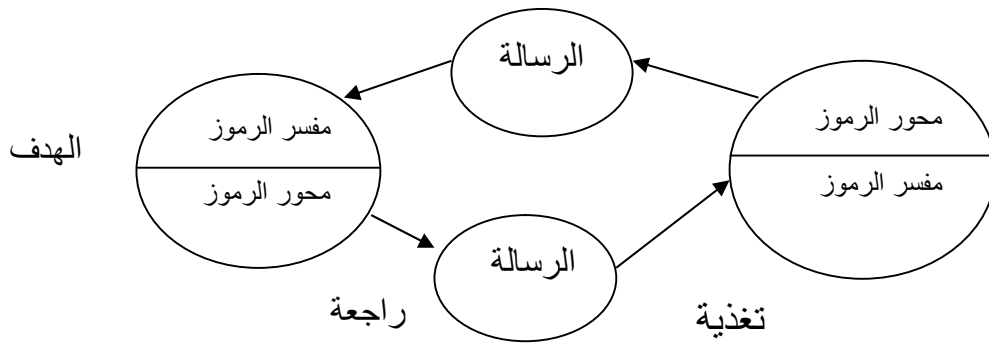 الرسالة
محور الرموز
مفسر الرموز
مفسر الرموز
محور الرموز
الهدف
الرسالة
تغذية
راجعة